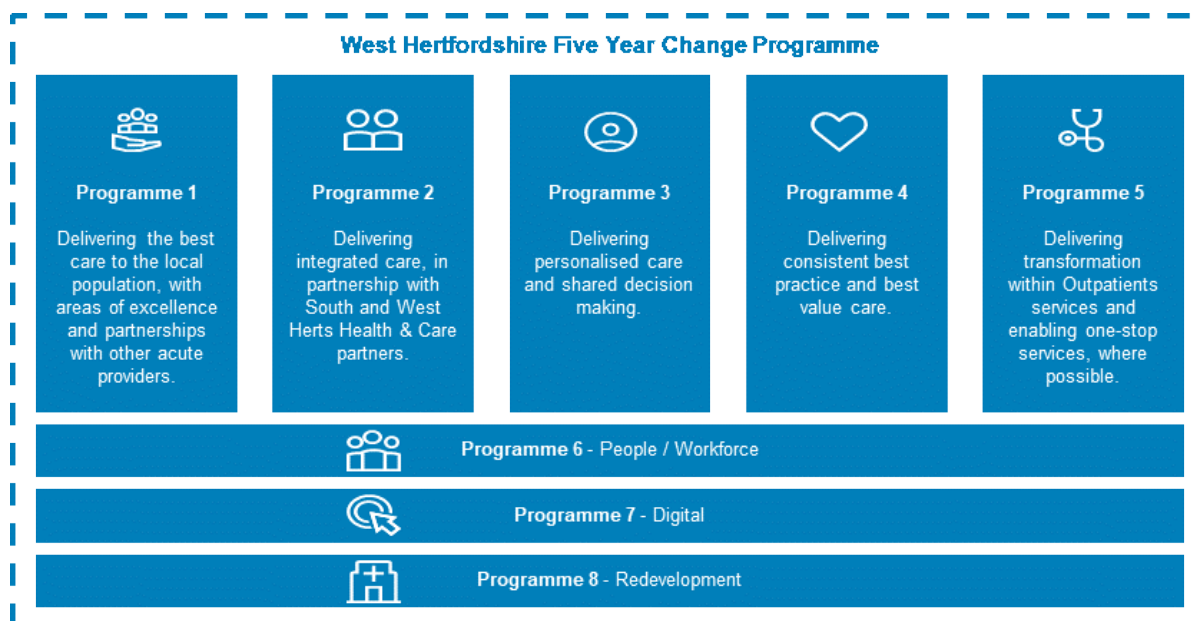 West Hertfordshire Five Year Change Programme
Programme 1
Delivering the best
care to the local
population, with
areas of excellence
and partnerships
with other acute
providers.
Programme 2
Delivering
integrated care, in
partnership with
South and West
Herts Health & Care
partners.
Programme 3
Delivering
personalised care
and shared decision
making.
Programme 4
Delivering
consistent best
practice and best
value care.
Programme 5
Delivering
transformation
within Outpatients
services and
enabling one-stop
services, where
possible.
Programme 6 - People / Workforce
Programme 7 - Digital
Programme 8 - Redevelopment